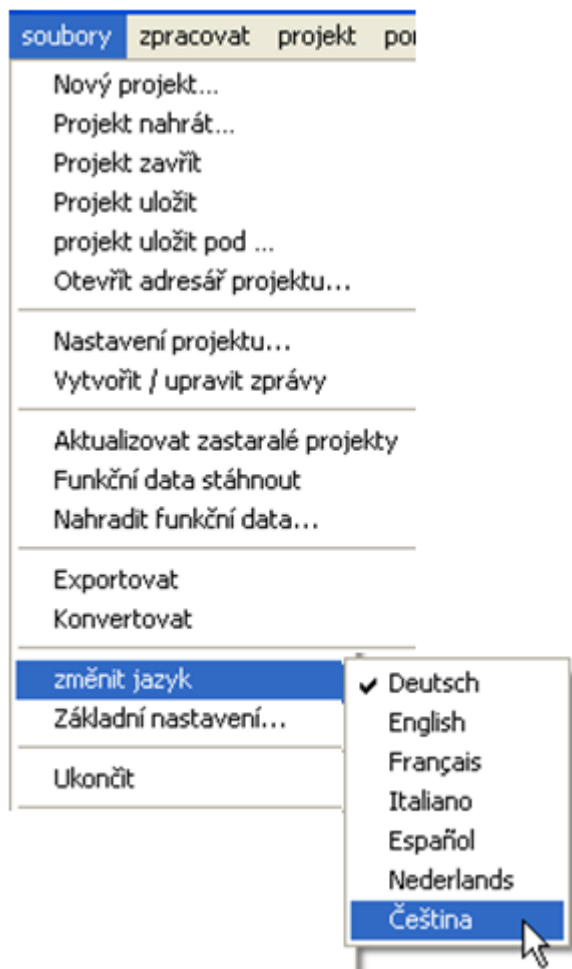 soubory zpracovat projekt
Nový projekt...
Projekt nahrát...
Projekt zavřít
Projekt uložit
projekt uložit pod ...
Otevřít adresář projektu...
Nastavení projektu...
Vytvořit / upravit zprávy
Aktualizovat zastaralé projekty
Funkční data stáhnout
Nahradit funkční data...
Exportovat
Konvertovat
změnit jazyk
Základní nastavení...
Ukončit
Deutsch
English
Français
Italiano
Español
Nederlands
Čeština